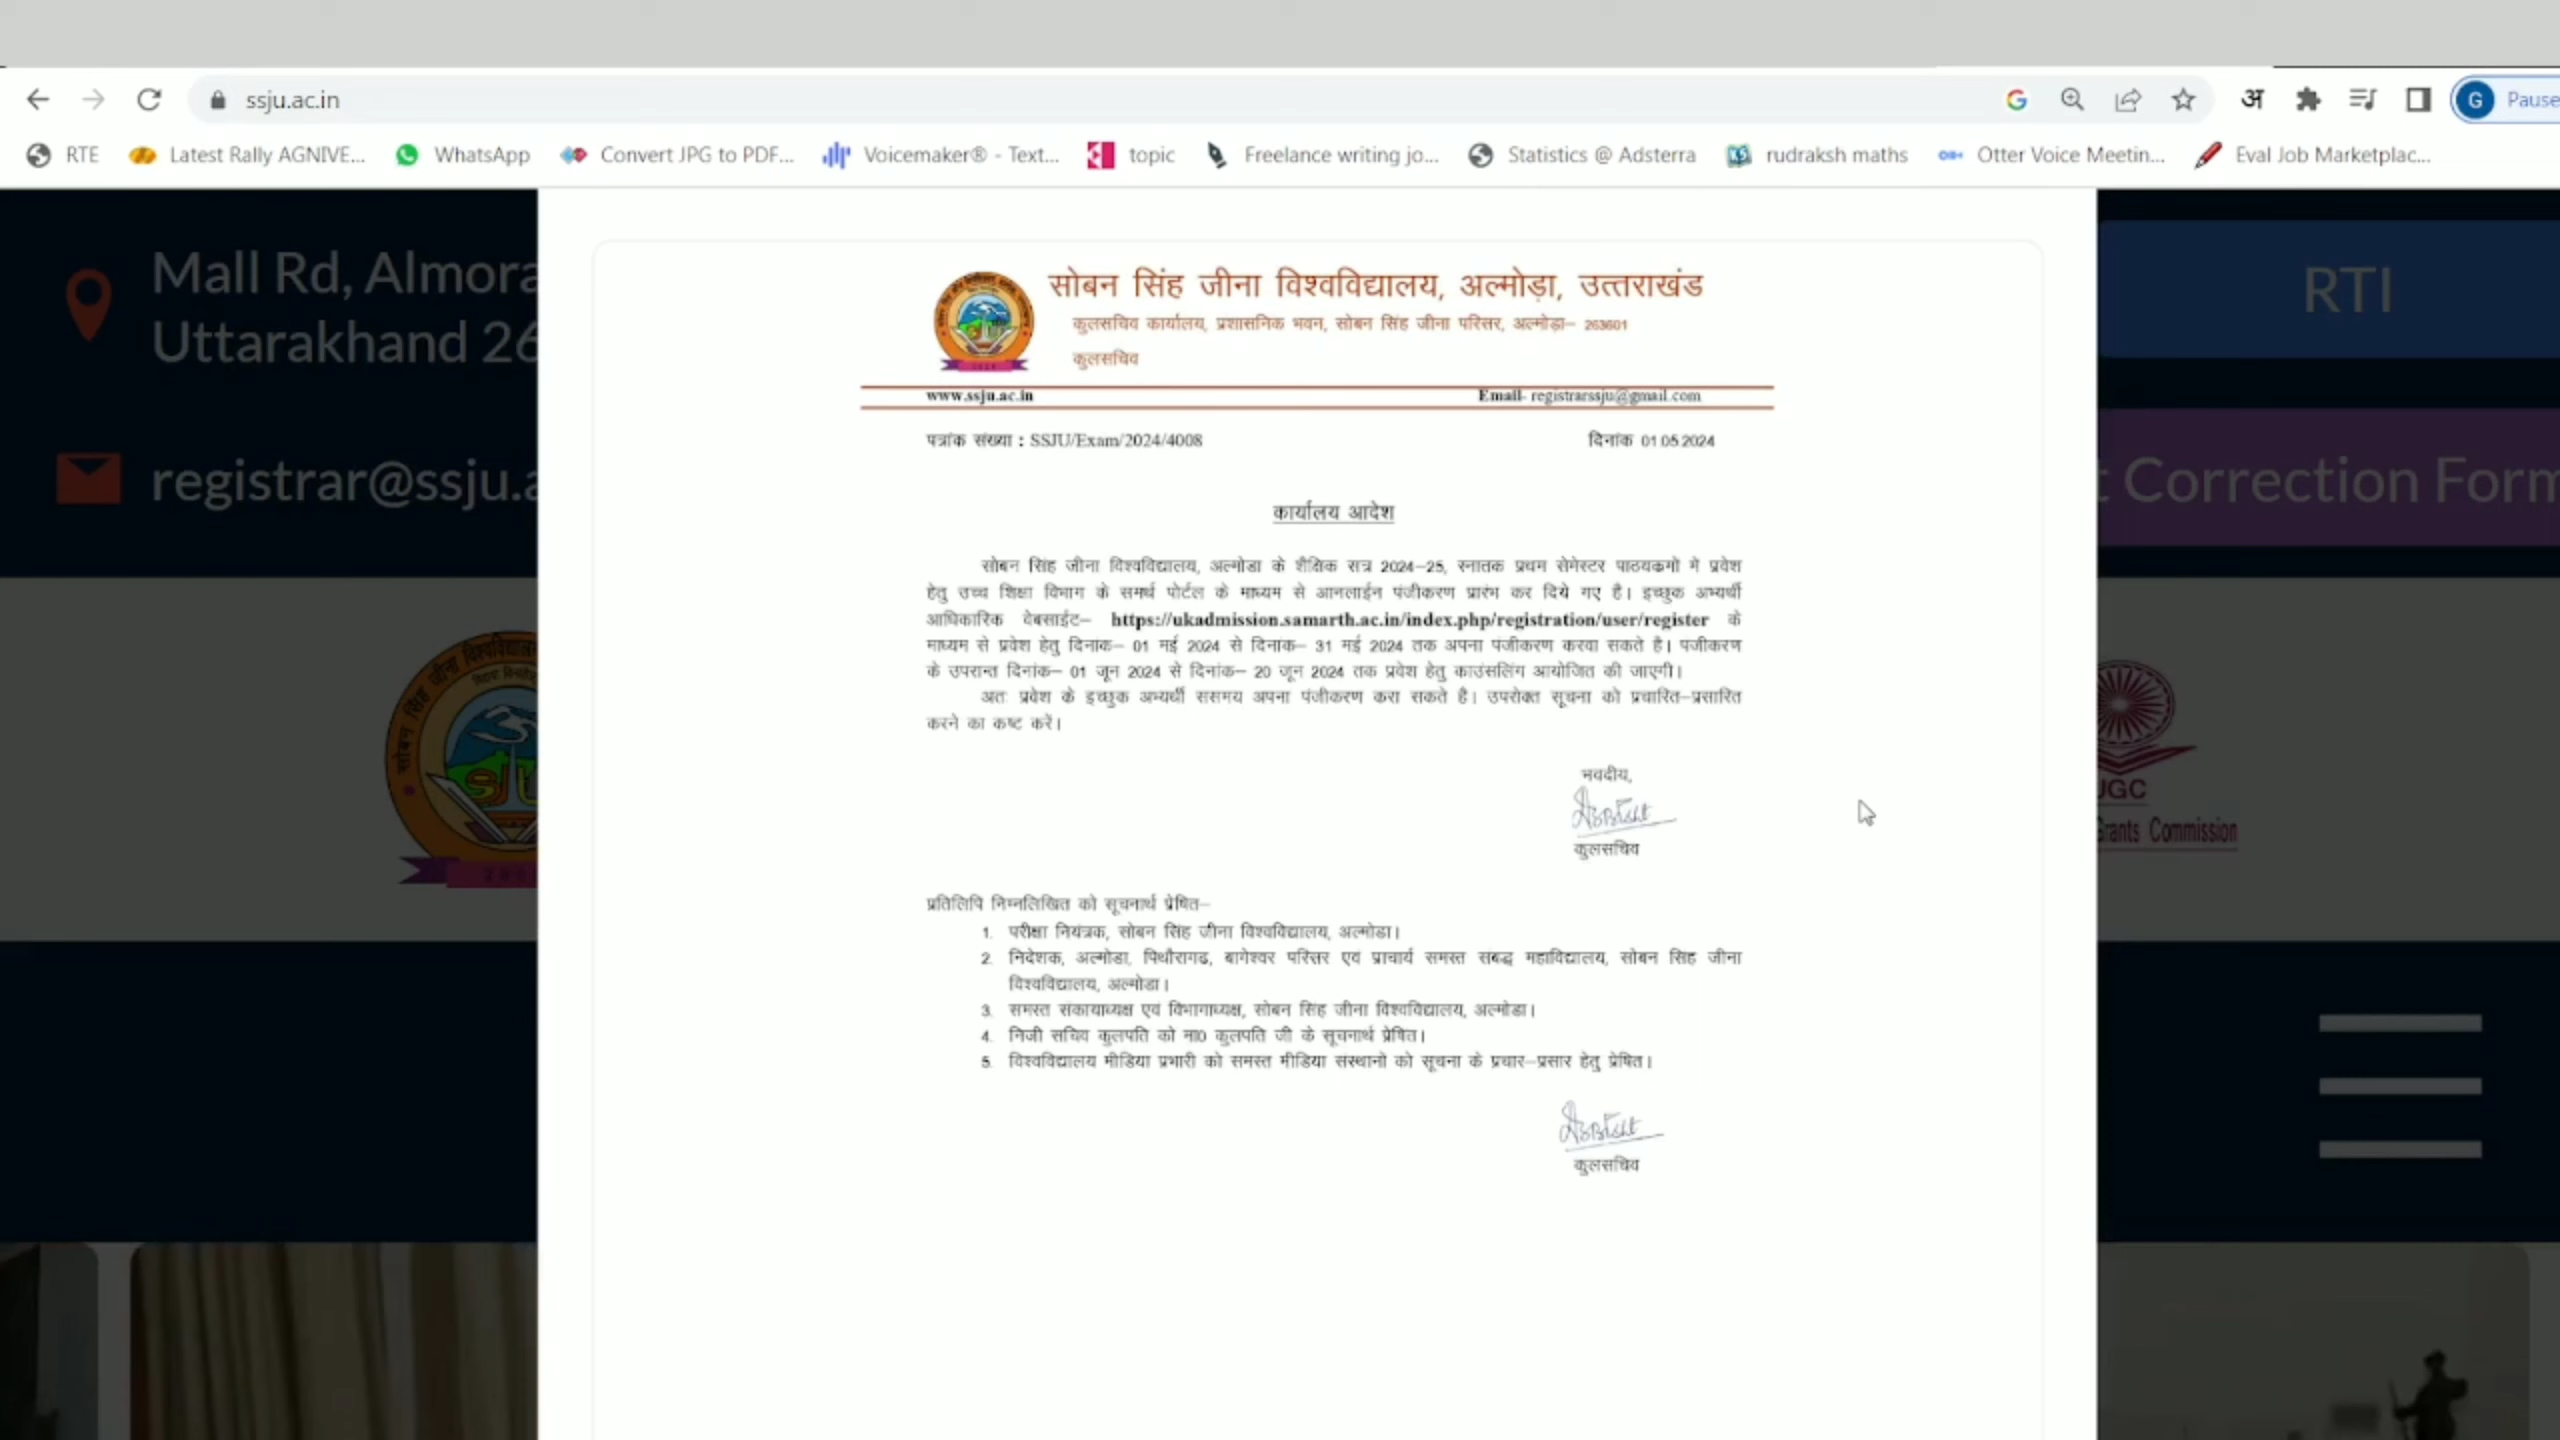 ssju.ac.in
अ
G
Pause
RTE
Latest Rally AGNIVE...
WhatsApp
Convert JPG to PDF...
Voicemaker® - Text...
topic
Freelance writing jo...
Statistics @ Adsterra
rudraksh maths
Otter Voice Meetin...
Eval Job Marketplac...
Mall Rd, Almora
Uttarakhand 26
registrar@ssju.a
RTI
t Correction Form
सोबन सिंह जीना विश्वविद्यालय, अल्मोड़ा, उत्तराखंड
कुलसचिव कार्यालय, प्रशासनिक भवन, सोबन सिंह जीना परिसर, अल्मोड़ा– 263601
कुलसचिव
www.ssju.ac.in
Email- registrarssju@gmail.com
पत्रांक संख्या : SSJU/Exam/2024/4008
दिनांक 01.05.2024
कार्यालय आदेश
सोबन सिंह जीना विश्वविद्यालय, अल्मोडा के शैक्षिक सत्र 2024–25, स्नातक प्रथम सेमेस्टर पाठयकमों मे प्रवेश
हेतु उच्च शिक्षा विभाग के समर्थ पोर्टल के माध्यम से आनलाईन पंजीकरण प्रारंभ कर दिये गए है। इच्छुक अभ्यर्थी
आधिकारिक वेबसाईट– https://ukadmission.samarth.ac.in/index.php/registration/user/register के
माध्यम से प्रवेश हेतु दिनांक– 01 मई 2024 से दिनांक– 31 मई 2024 तक अपना पंजीकरण करवा सकते है। पजीकरण
के उपरान्त दिनांक– 01 जून 2024 से दिनांक– 20 जून 2024 तक प्रवेश हेतु काउंसलिंग आयोजित की जाएगी।
अतः प्रवेश के इच्छुक अभ्यर्थी ससमय अपना पंजीकरण करा सकते है। उपरोक्त सूचना को प्रचारित–प्रसारित
करने का कष्ट करें।
भवदीय,
कुलसचिव
प्रतिलिपि निम्नलिखित को सूचनार्थ प्रेषित–
1. परीक्षा नियंत्रक, सोबन सिंह जीना विश्वविद्यालय, अल्मोडा।
2. निदेशक, अल्मोडा, पिथौरागढ, बागेश्वर परिसर एवं प्राचार्य समस्त संबद्ध महाविद्यालय, सोबन सिंह जीना
विश्वविद्यालय, अल्मोडा।
3. समस्त संकायाध्यक्ष एवं विभागाध्यक्ष, सोबन सिंह जीना विश्वविद्यालय, अल्मोडा।
4. निजी सचिव कुलपति को मा0 कुलपति जी के सूचनार्थ प्रेषित।
5. विश्वविद्यालय मीडिया प्रभारी को समस्त मीडिया संस्थानो को सूचना के प्रचार–प्रसार हेतु प्रेषित।
कुलसचिव
सोबन सिंह जीना विश्ववि
UGC
Grants Commission